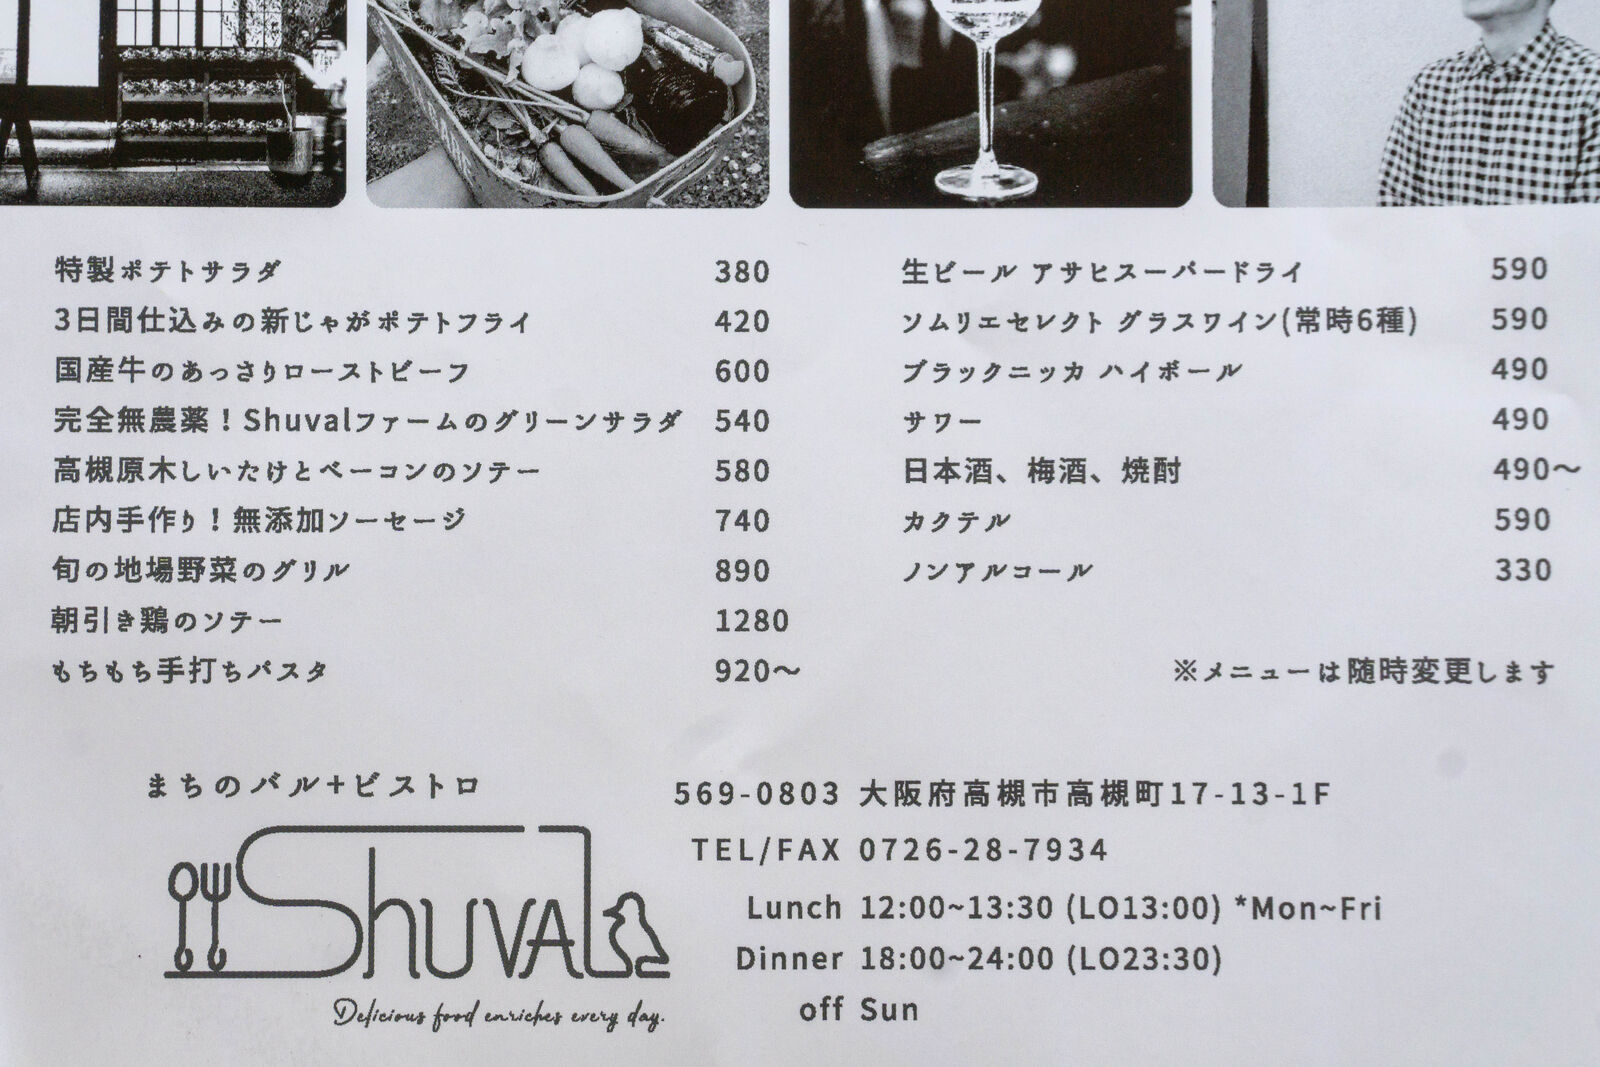 特製ポテトサラダ 380
3日間仕込みの新じゃがポテトフライ 420
国産牛のあっさりローストビーフ 600
完全無農薬！Shuvalファームのグリーンサラダ 540
高槻原木しいたけとベーコンのソテー 580
店内手作り！無添加ソーセージ 740
旬の地場野菜のグリル 890
朝引き鶏のソテー 1280
もちもち手打ちパスタ 920～
生ビール アサヒスーパードライ 590
ソムリエセレクト グラスワイン(常時6種) 590
ブラックニッカ ハイボール 490
サワー 490
日本酒、梅酒、焼酎 490～
カクテル 590
ノンアルコール 330
※メニューは随時変更します
まちのバル+ビストロ
Shuval
Delicious food enriches every day.
569-0803 大阪府高槻市高槻町17-13-1F
TEL/FAX 0726-28-7934
Lunch 12:00~13:30 (LO13:00) *Mon~Fri
Dinner 18:00~24:00 (LO23:30)
off Sun